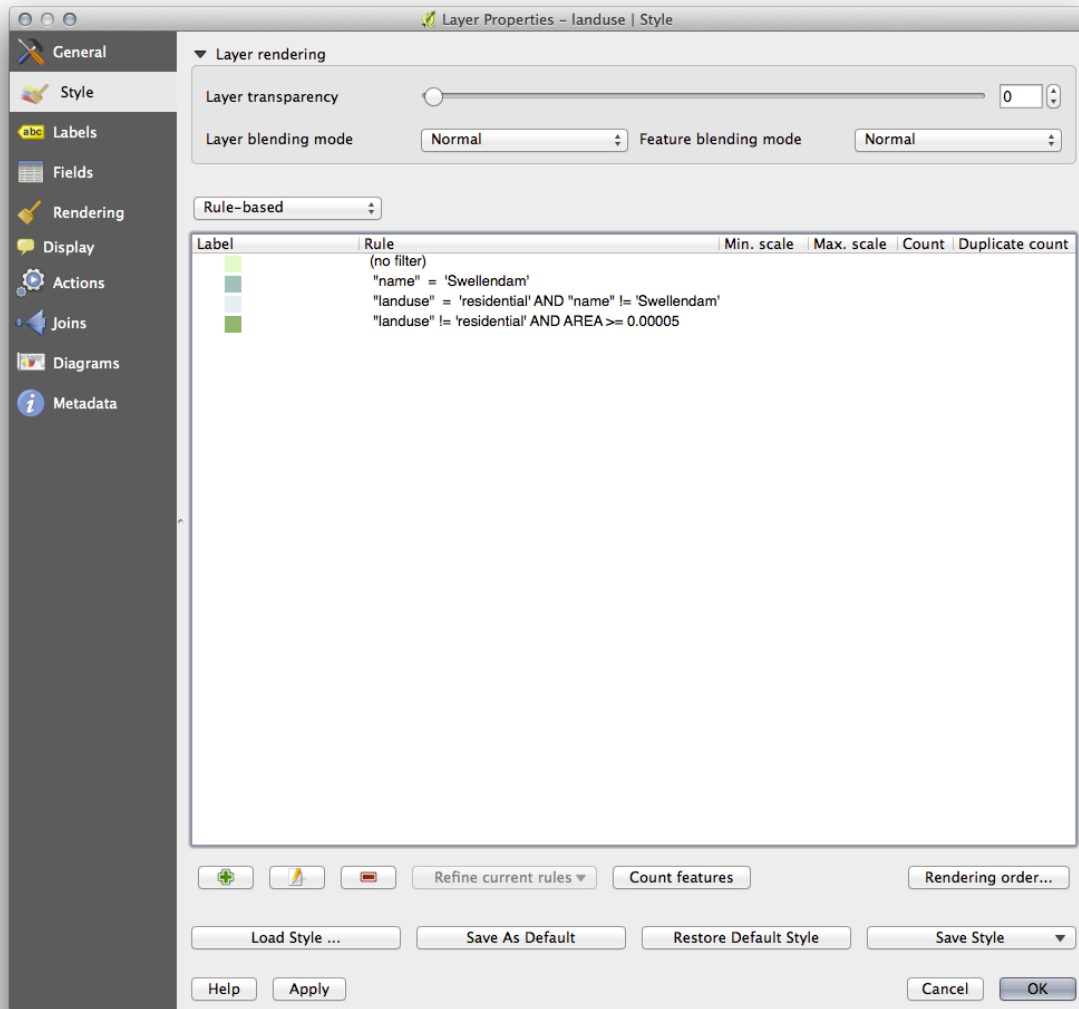 Layer Properties - landuse | Style
General
Style
abc Labels
Fields
Rendering
Display
Actions
Joins
Diagrams
i Metadata
Layer rendering
Layer transparency 0
Layer blending mode Normal Feature blending mode Normal
Rule-based
Label Rule Min. scale Max. scale Count Duplicate count
(no filter)
"name" = 'Swellendam'
"landuse" = 'residential' AND "name" != 'Swellendam'
"landuse" != 'residential' AND AREA >= 0.00005
Refine current rules Count features Rendering order...
Load Style ... Save As Default Restore Default Style Save Style
Help Apply Cancel OK